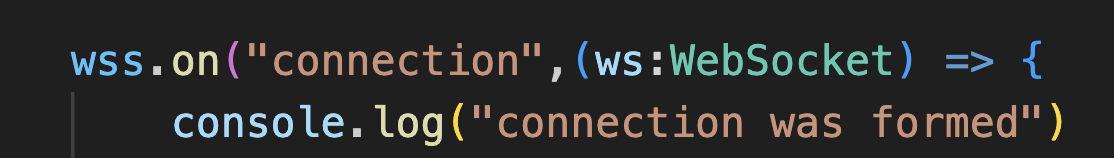 wss.on("connection",(ws:WebSocket) => {
    console.log("connection was formed")